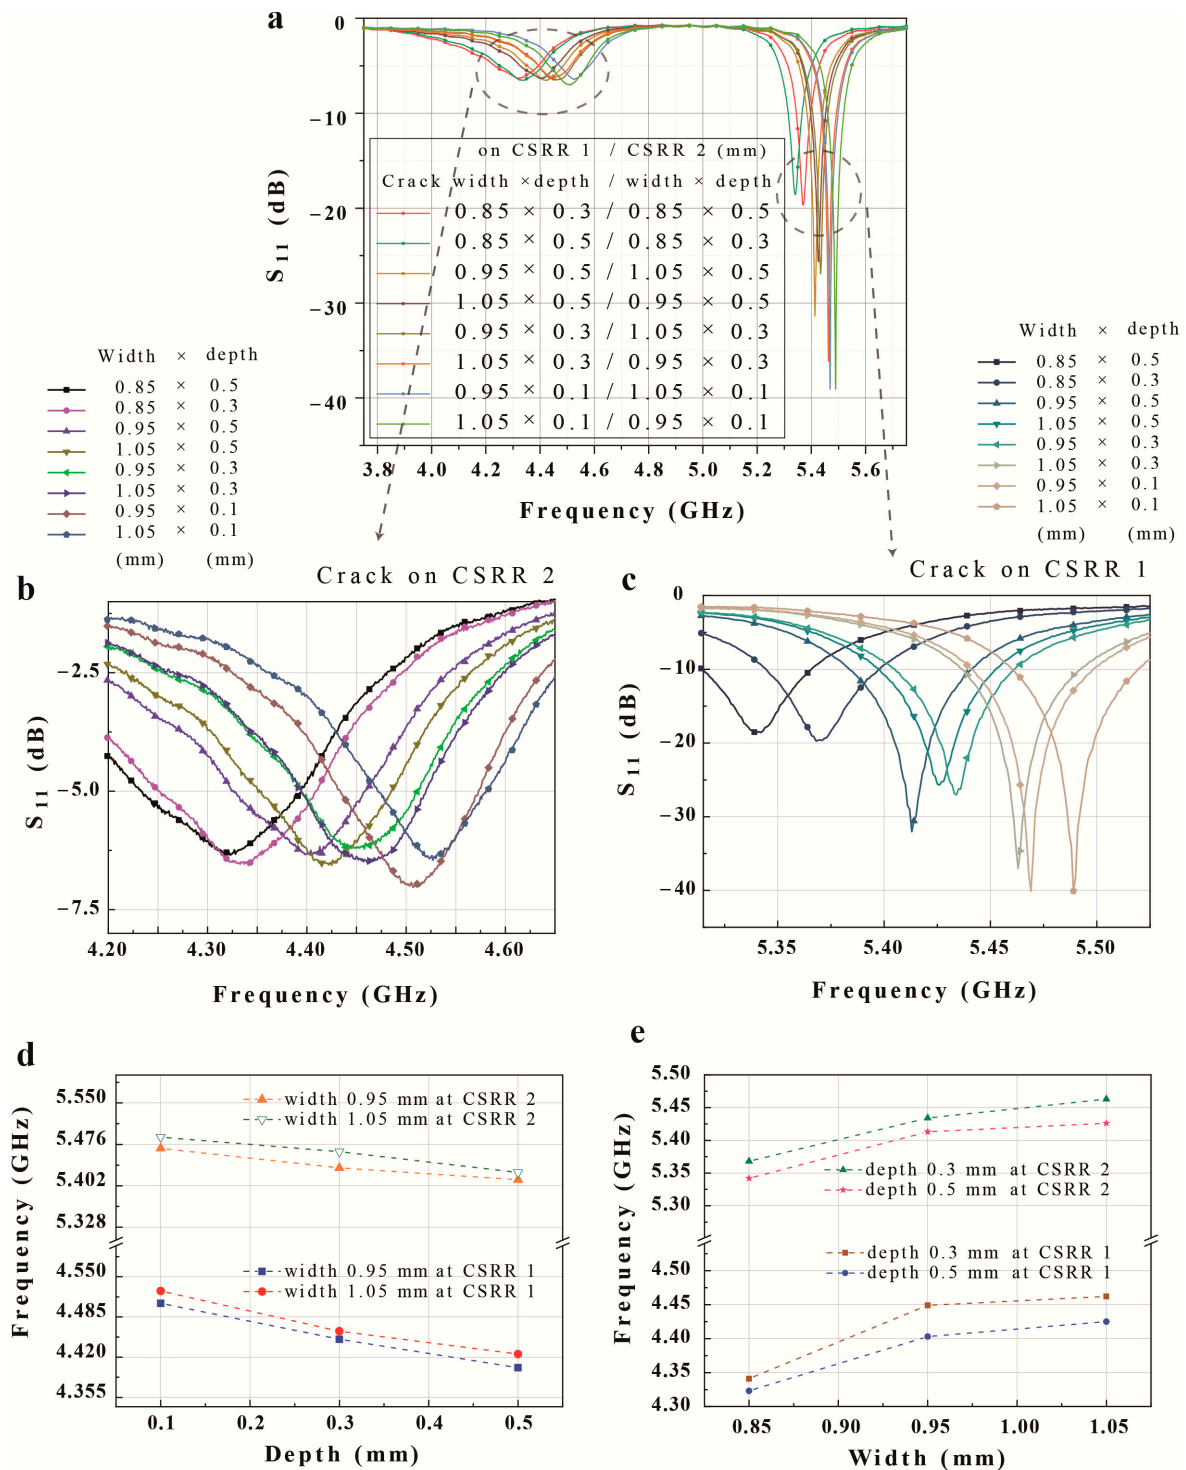 a
0
−10
−20
−30
−40
S11 (dB)
on CSRR 1 / CSRR 2 (mm)
Crack width × depth / width × depth
0.85 × 0.3 / 0.85 × 0.5
0.85 × 0.5 / 0.85 × 0.3
0.95 × 0.5 / 1.05 × 0.5
1.05 × 0.5 / 0.95 × 0.5
0.95 × 0.3 / 1.05 × 0.3
1.05 × 0.3 / 0.95 × 0.3
0.95 × 0.1 / 1.05 × 0.1
1.05 × 0.1 / 0.95 × 0.1
3.8 4.0 4.2 4.4 4.6 4.8 5.0 5.2 5.4 5.6
Frequency (GHz)
Width × depth
0.85 × 0.5
0.85 × 0.3
0.95 × 0.5
1.05 × 0.5
0.95 × 0.3
1.05 × 0.3
0.95 × 0.1
1.05 × 0.1
(mm) (mm)
Width × depth
0.85 × 0.5
0.85 × 0.3
0.95 × 0.5
1.05 × 0.5
0.95 × 0.3
1.05 × 0.3
0.95 × 0.1
1.05 × 0.1
(mm) (mm)
b
Crack on CSRR 2
−2.5
−5.0
−7.5
S11 (dB)
4.20 4.30 4.40 4.50 4.60
Frequency (GHz)
c
Crack on CSRR 1
0
−10
−20
−30
−40
S11 (dB)
5.35 5.40 5.45 5.50
Frequency (GHz)
d
5.550
5.476
5.402
5.328
4.550
4.485
4.420
4.355
Frequency (GHz)
width 0.95 mm at CSRR 2
width 1.05 mm at CSRR 2
width 0.95 mm at CSRR 1
width 1.05 mm at CSRR 1
0.1 0.2 0.3 0.4 0.5
Depth (mm)
e
5.50
5.45
5.40
5.35
5.30
4.50
4.45
4.40
4.35
4.30
Frequency (GHz)
depth 0.3 mm at CSRR 2
depth 0.5 mm at CSRR 2
depth 0.3 mm at CSRR 1
depth 0.5 mm at CSRR 1
0.85 0.90 0.95 1.00 1.05
Width (mm)